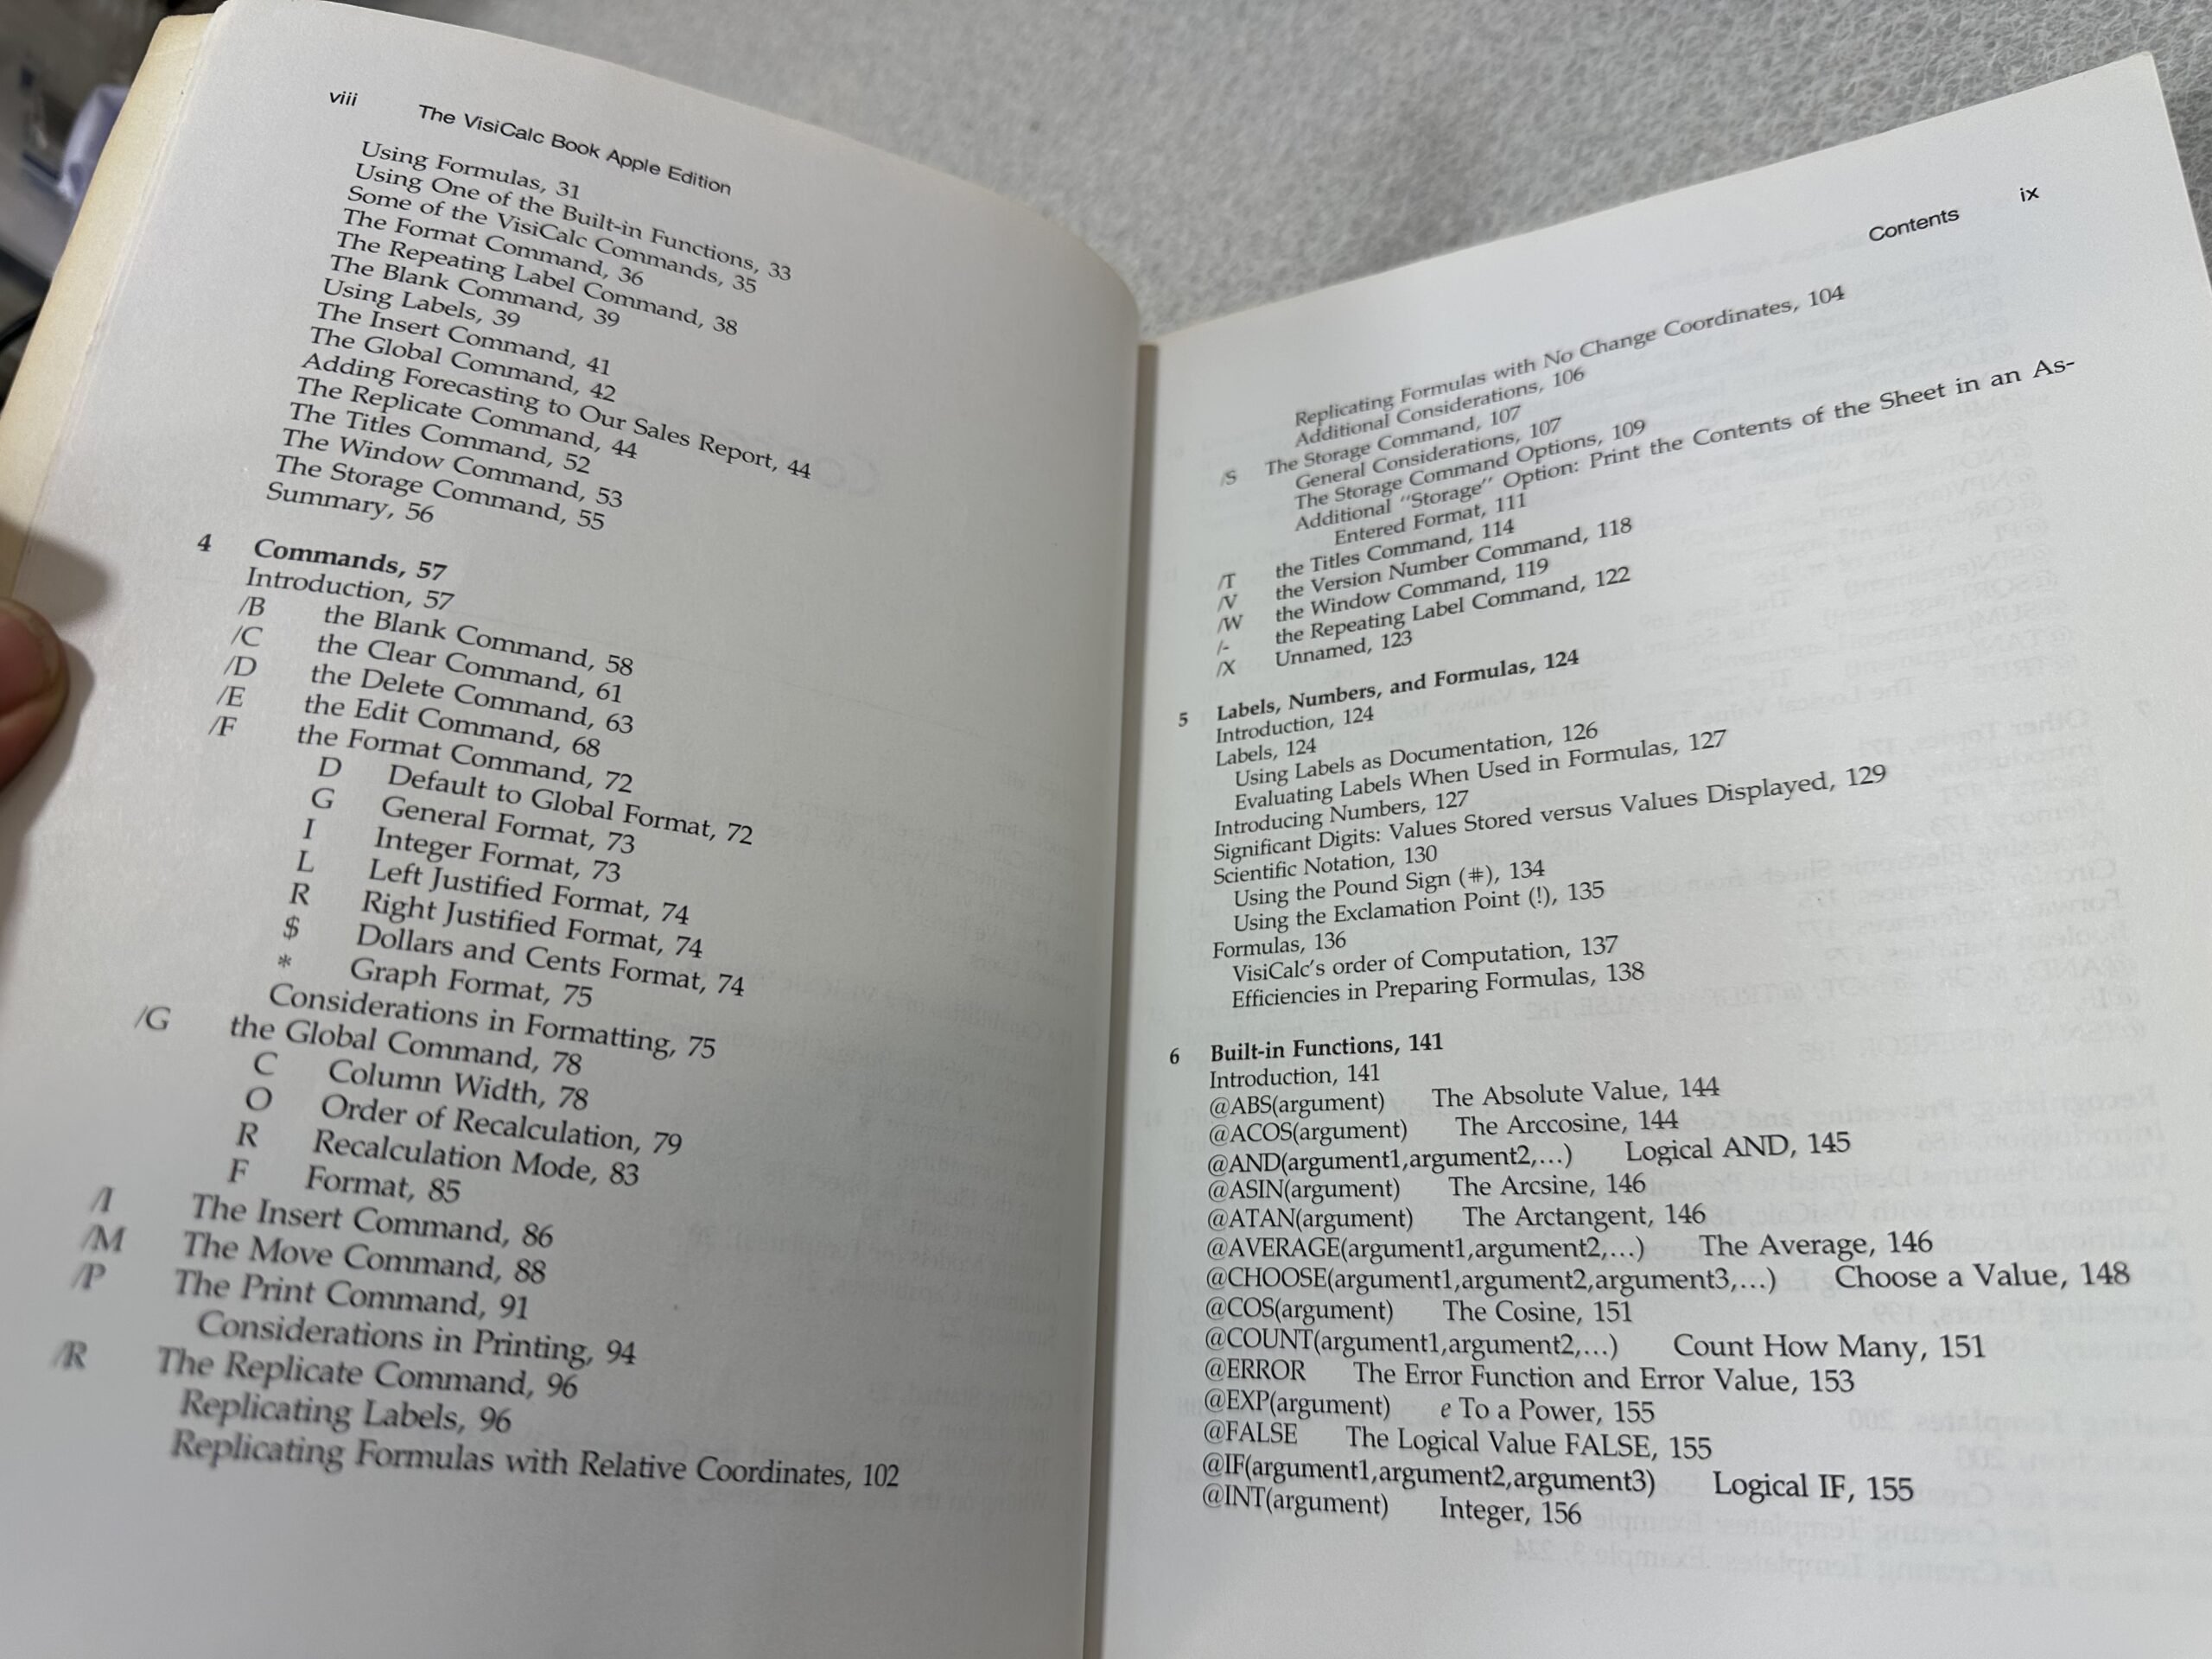 viii The VisiCalc Book Apple Edition
Using Formulas, 31
Using One of the Built-in Functions, 33
Some of the VisiCalc Commands, 35
The Format Command, 36
The Repeating Label Command, 38
The Blank Command, 39
Using Labels, 39
The Insert Command, 41
The Global Command, 42
Adding Forecasting to Our Sales Report, 44
The Replicate Command, 44
The Titles Command, 52
The Window Command, 53
The Storage Command, 55
Summary, 56
4 Commands, 57
Introduction, 57
/B the Blank Command, 58
/C the Clear Command, 61
/D the Delete Command, 63
/E the Edit Command, 68
/F the Format Command, 72
D Default to Global Format, 72
G General Format, 73
I Integer Format, 73
L Left Justified Format, 74
R Right Justified Format, 74
$ Dollars and Cents Format, 74
* Graph Format, 75
Considerations in Formatting, 75
/G the Global Command, 78
C Column Width, 78
O Order of Recalculation, 79
R Recalculation Mode, 83
F Format, 85
/I The Insert Command, 86
/M The Move Command, 88
/P The Print Command, 91
Considerations in Printing, 94
/R The Replicate Command, 96
Replicating Labels, 96
Replicating Formulas with Relative Coordinates, 102
Contents ix
Replicating Formulas with No Change Coordinates, 104
Additional Considerations, 106
/S The Storage Command, 107
General Considerations, 107
The Storage Command Options, 109
Additional "Storage" Option: Print the Contents of the Sheet in an As-
Entered Format, 111
/T the Titles Command, 114
/V the Version Number Command, 118
/W the Window Command, 119
/- the Repeating Label Command, 122
/X Unnamed, 123
5 Labels, Numbers, and Formulas, 124
Introduction, 124
Labels, 124
Using Labels as Documentation, 126
Evaluating Labels When Used in Formulas, 127
Introducing Numbers, 127
Significant Digits: Values Stored versus Values Displayed, 129
Scientific Notation, 130
Using the Pound Sign (#), 134
Using the Exclamation Point (!), 135
Formulas, 136
VisiCalc's order of Computation, 137
Efficiencies in Preparing Formulas, 138
6 Built-in Functions, 141
Introduction, 141
@ABS(argument) The Absolute Value, 144
@ACOS(argument) The Arccosine, 144
@AND(argument1,argument2,...) Logical AND, 145
@ASIN(argument) The Arcsine, 146
@ATAN(argument) The Arctangent, 146
@AVERAGE(argument1,argument2,...) The Average, 146
@CHOOSE(argument1,argument2,argument3,...) Choose a Value, 148
@COS(argument) The Cosine, 151
@COUNT(argument1,argument2,...) Count How Many, 151
@ERROR The Error Function and Error Value, 153
@EXP(argument) e To a Power, 155
@FALSE The Logical Value FALSE, 155
@IF(argument1,argument2,argument3) Logical IF, 155
@INT(argument) Integer, 156